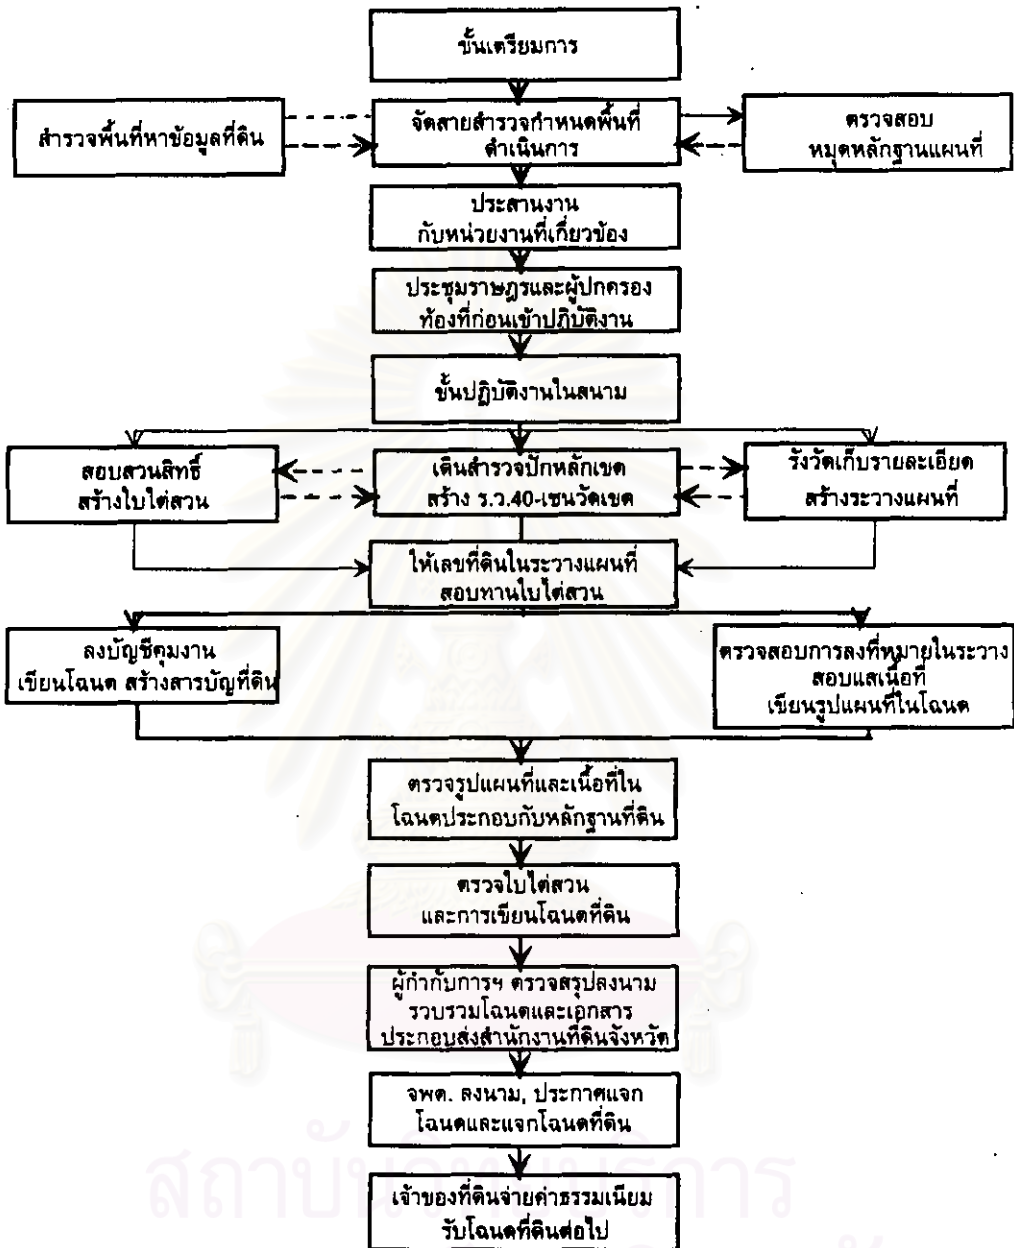 ขั้นเตรียมการ
สำรวจพื้นที่หาข้อมูลที่ดิน
จัดสายสำรวจกำหนดพื้นที่
ดำเนินการ
ตรวจสอบ
หมุดหลักฐานแผนที่
ประสานงาน
กับหน่วยงานที่เกี่ยวข้อง
ประชุมราษฎรและผู้ปกครอง
ท้องที่ก่อนเข้าปฏิบัติงาน
ขั้นปฏิบัติงานในสนาม
สอบสวนสิทธิ์
สร้างใบไต่สวน
เดินสำรวจปักหลักเขต
สร้าง ร.ว.40-เซนวัดเขต
รังวัดเก็บรายละเอียด
สร้างระวางแผนที่
ให้เลขที่ดินในระวางแผนที่
สอบทานใบไต่สวน
ลงบัญชีคุมงาน
เขียนโฉนด สร้างสารบัญที่ดิน
ตรวจสอบการลงที่หมายในระวาง
สอบแสเนื้อที่
เขียนรูปแผนที่ในโฉนด
ตรวจรูปแผนที่และเนื้อที่ใน
โฉนดประกอบกับหลักฐานที่ดิน
ตรวจใบไต่สวน
และการเขียนโฉนดที่ดิน
ผู้กำกับการฯ ตรวจสรุปลงนาม
รวบรวมโฉนดและเอกสาร
ประกอบส่งสำนักงานที่ดินจังหวัด
จพด. ลงนาม, ประกาศแจก
โฉนดและแจกโฉนดที่ดิน
เจ้าของที่ดินจ่ายค่าธรรมเนียม
รับโฉนดที่ดินต่อไป
สถาบันวิทยบริการ